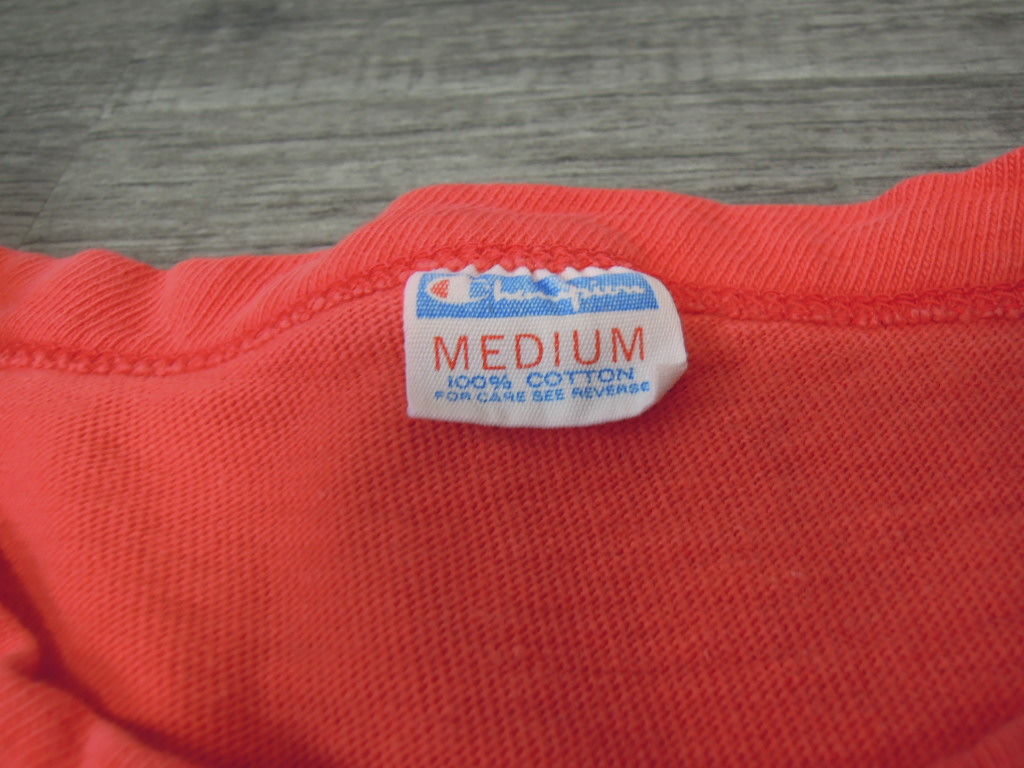 Champion
MEDIUM
100% COTTON
FOR CARE SEE REVERSE